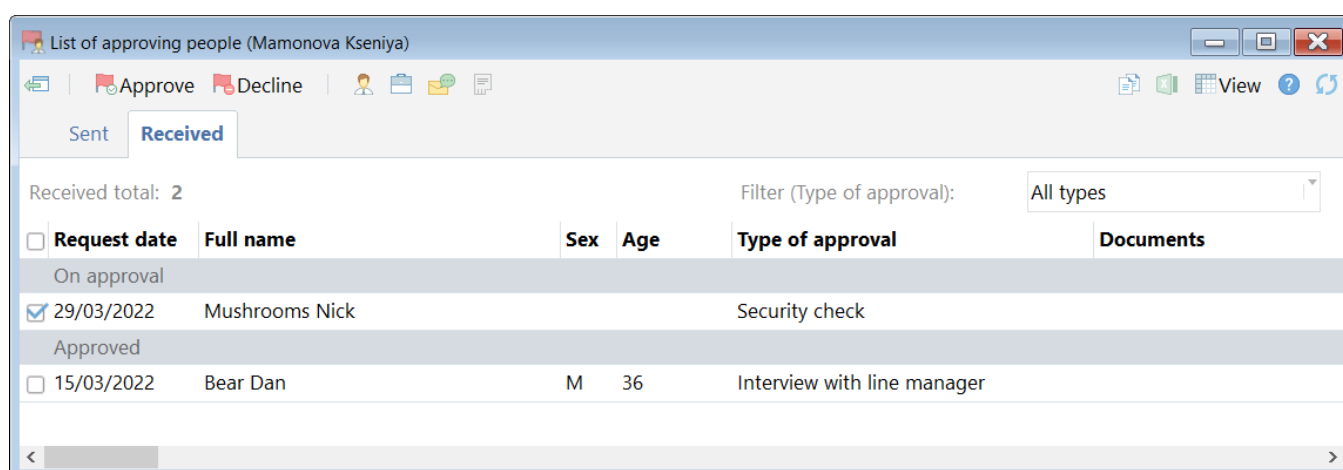 List of approving people (Mamonova Kseniya)
Approve Decline View
Sent Received
Received total: 2 Filter (Type of approval): All types
Request date Full name Sex Age Type of approval Documents
On approval
29/03/2022 Mushrooms Nick Security check
Approved
15/03/2022 Bear Dan M 36 Interview with line manager